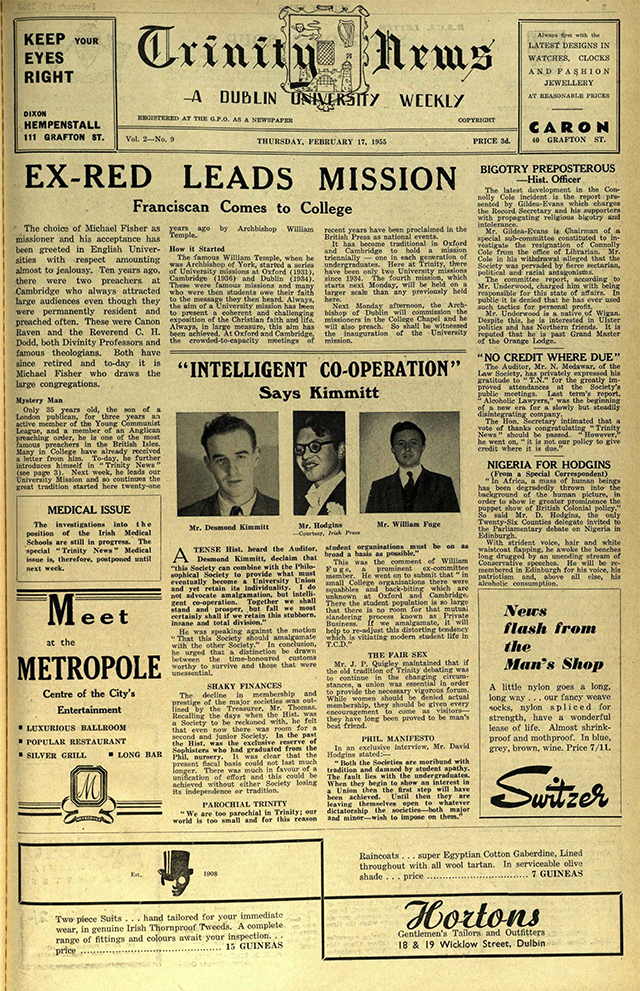 KEEP YOUR
EYES
RIGHT
DIXON
HEMPENSTALL
111 GRAFTON ST.
Trinity News
A DUBLIN UNIVERSITY WEEKLY
REGISTERED AT THE G.P.O. AS A NEWSPAPER
COPYRIGHT
Always first with the
LATEST DESIGNS IN
WATCHES, CLOCKS
AND FASHION
JEWELLERY
AT REASONABLE PRICES
CARON
40 GRAFTON ST.
Vol. 2—No. 9
THURSDAY, FEBRUARY 17, 1955
PRICE 3d.
EX-RED LEADS MISSION
Franciscan Comes to College
The choice of Michael Fisher as
missioner and his acceptance has
been greeted in English Univer-
sities with respect amounting
almost to jealousy. Ten years ago,
there were two preachers at
Cambridge who always attracted
large audiences even though they
were permanently resident and
preached often. These were Canon
Raven and the Reverend C. H.
Dodd, both Divinity Professors and
famous theologians. Both have
since retired and to-day it is
Michael Fisher who draws the
large congregations.
Mystery Man
Only 35 years old, the son of a
London publican, for three years an
active member of the Young Communist
League, and a member of an Anglican
preaching order, he is one of the most
famous preachers in the British Isles.
Many in College have already received
a letter from him. To-day, he further
introduces himself in "Trinity News"
(see page 3). Next week, he leads our
University Mission and so continues the
great tradition started here twenty-one
years ago by Archbishop William
Temple.
How it Started
The famous William Temple, when he
was Archbishop of York, started a series
of University missions at Oxford (1931),
Cambridge (1936) and Dublin (1934).
These were famous missions and many
who were then students owe their faith
to the message they then heard. Always,
the aim of a University mission has been
to present a coherent and challenging
exposition of the Christian faith and life.
Always, in large measure, this aim has
been achieved. At Oxford and Cambridge,
the crowded-to-capacity meetings of
recent years have been proclaimed in the
British Press as national events.
It has become traditional in Oxford
and Cambridge to hold a mission
triennially — one in each generation of
undergraduates. Here at Trinity, there
have been only two University missions
since 1934. The fourth mission, which
starts next Monday, will be held on a
larger scale than any previously held
here.
Next Monday afternoon, the Arch-
bishop of Dublin will commission the
missioners in the College Chapel and he
will also preach. So shall be witnessed
the inauguration of the University
mission.
BIGOTRY PREPOSTEROUS
—Hist. Officer
The latest development in the Con-
nolly Cole incident is the report pre-
sented by Gildea-Evans which charges
the Record Secretary and his supporters
with propagating religious bigotry and
intolerance.
Mr. Gildea-Evans is Chairman of a
special sub-committee constituted to in-
vestigate the resignation of Connolly
Cole from the office of Librarian. Mr.
Cole in his withdrawal alleged that the
Society was pervaded by fierce sectarian,
political and racial antagonisms.
The committee report, according to
Mr. Underwood, charged him with being
responsible for this state of affairs. In
public it is denied that he ever used
such tactics for personal profit.
Mr. Underwood is a native of Wigan.
Despite this, he is interested in Ulster
politics and has Northern friends. It is
reputed that he is past Grand Master
of the Orange Lodge.
"NO CREDIT WHERE DUE"
The Auditor, Mr. N. Medawar, of the
Law Society, has privately expressed his
gratitude to "T.N." for the greatly im-
proved attendances at the Society's
public meetings. Last term's report,
"Alcoholic Lawyers," was the beginning
of a new era for a slowly but steadily
disintegrating company.
The Hon. Secretary intimated that a
vote of thanks congratulating "Trinity
News" should be passed. "However,"
he went on, "it is not our policy to give
credit where it is due."
NIGERIA FOR HODGINS
(From a Special Correspondent)
"In Africa, a mass of human beings
has been degradedly thrown into the
background of the human picture, in
order to show in greater prominence the
puppet show of British Colonial policy."
So said Mr. D. Hodgins, the only
Twenty-Six Counties delegate invited to
the Parliamentary debate on Nigeria in
Edinburgh.
With strident voice, hair and white
waistcoat flapping, he awoke the benches
long drugged by an unending stream of
Conservative speeches. He will be re-
membered in Edinburgh for his voice, his
patriotism and, above all else, his
alcoholic consumption.
"INTELLIGENT CO-OPERATION"
Says Kimmitt
Mr. Desmond Kimmitt
Mr. Hodgins
—Courtesy, Irish Press
Mr. William Fuge
A TENSE Hist. heard the Auditor,
Desmond Kimmitt, declaim that
"this Society can combine with the Philo-
sophical Society to provide what must
eventually become a University Union
and yet retain its individuality. I do
not advocate amalgamation, but intelli-
gent co-operation. Together we shall
stand and prosper, but fall we most
certainly shall if we retain this stubborn,
insane and total division."
He was speaking against the motion
"That this Society should amalgamate
with the other Society." In conclusion,
he urged that a distinction be drawn
between the time-honoured customs
worthy to survive and those that were
unessential.
SHAKY FINANCES
The decline in membership and
prestige of the major societies was out-
lined by the Treasurer, Mr. Thomas.
Recalling the days when the Hist. was
a Society to be reckoned with, he felt
that even now there was room for a
second and junior Society. In the past
the Hist. was the exclusive reserve of
Sophisters who had graduated from the
Phil. nursery. It was clear that the
present fiscal basis could not last much
longer. There was much in favour of a
unification of effort and this could be
achieved without either Society losing
its independence or tradition.
PAROCHIAL TRINITY
"We are too parochial in Trinity; our
world is too small and for this reason
student organisations must be on as
broad a basis as possible."
This was the comment of William
Fuge, a prominent ex-committee
member. He went on to submit that "in
small College organisations there were
squabbles and back-biting which are
unknown at Oxford and Cambridge.
There the student population is so large
that there is no room for that mutual
slandering process known as Private
Business. If we amalgamate, it will
help to re-adjust this distorting tendency
which is vitiating modern student life in
T.C.D."
THE FAIR SEX
Mr. J. P. Quigley maintained that if
the old tradition of Trinity debating was
to continue in the changing circum-
stances, a union was essential in order
to provide the necessary vigorous forum.
While women should be denied actual
membership, they should be given every
encouragement to come as visitors—
they have long been proved to be man's
best friend.
PHIL MANIFESTO
In an exclusive interview, Mr. David
Hodgins stated:—
"Both the Societies are moribund with
tradition and damned by student apathy.
The fault lies with the undergraduates.
When they begin to show an interest in
a Union then the first step will have
been achieved. Until then they are
leaving themselves open to whatever
dictatorship the societies—both major
and minor—wish to impose on them."
MEDICAL ISSUE
The investigations into the
position of the Irish Medical
Schools are still in progress. The
special "Trinity News" Medical
issue is, therefore, postponed until
next week.
Meet
at the
METROPOLE
Centre of the City's
Entertainment
LUXURIOUS BALLROOM
POPULAR RESTAURANT
SILVER GRILL LONG BAR
M
News
flash from
the
Man's Shop
A little nylon goes a long,
long way . . . our fancy weave
socks, nylon spliced for
strength, have a wonderful
lease of life. Almost shrink-
proof and mothproof. In blue,
grey, brown, wine. Price 7/11.
Switzer
Est. 1908
Two piece Suits . . . hand tailored for your immediate
wear, in genuine Irish Thornproof Tweeds. A complete
range of fittings and colours await your inspection. . .
price 15 GUINEAS
Raincoats . . . super Egyptian Cotton Gaberdine, Lined
throughout with all wool tartan. In serviceable olive
shade . . . price 7 GUINEAS
Hortons
Gentlemen's Tailors and Outfitters
18 & 19 Wicklow Street, Dublin